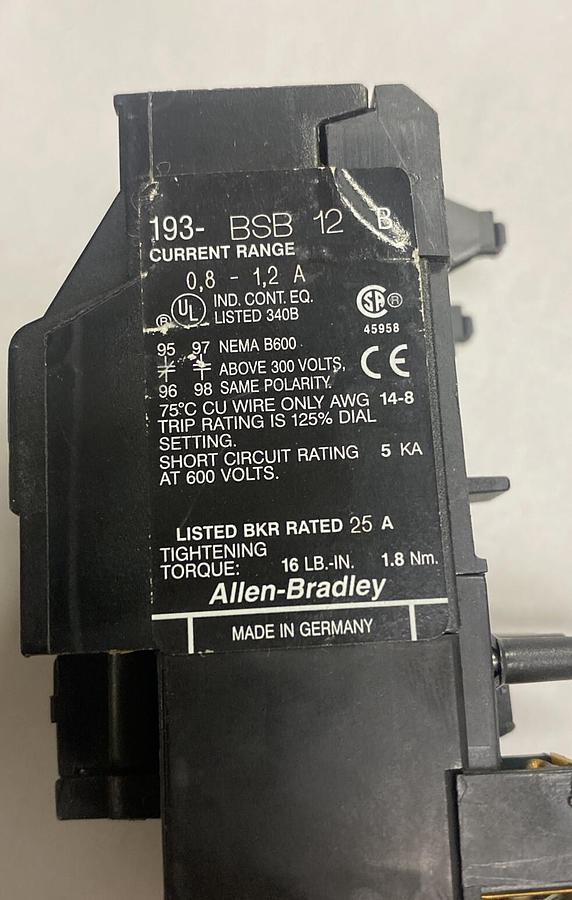 193- BSB 12 B
CURRENT RANGE
0,8 - 1,2 A
UL ® IND. CONT. EQ.
LISTED 340B
SA ®
45958
95 97 NEMA B600
ABOVE 300 VOLTS,
CE
96 98 SAME POLARITY.
75°C CU WIRE ONLY AWG 14-8
TRIP RATING IS 125% DIAL
SETTING.
SHORT CIRCUIT RATING 5 KA
AT 600 VOLTS.
LISTED BKR RATED 25 A
TIGHTENING
TORQUE: 16 LB.-IN. 1.8 Nm.
Allen-Bradley
MADE IN GERMANY